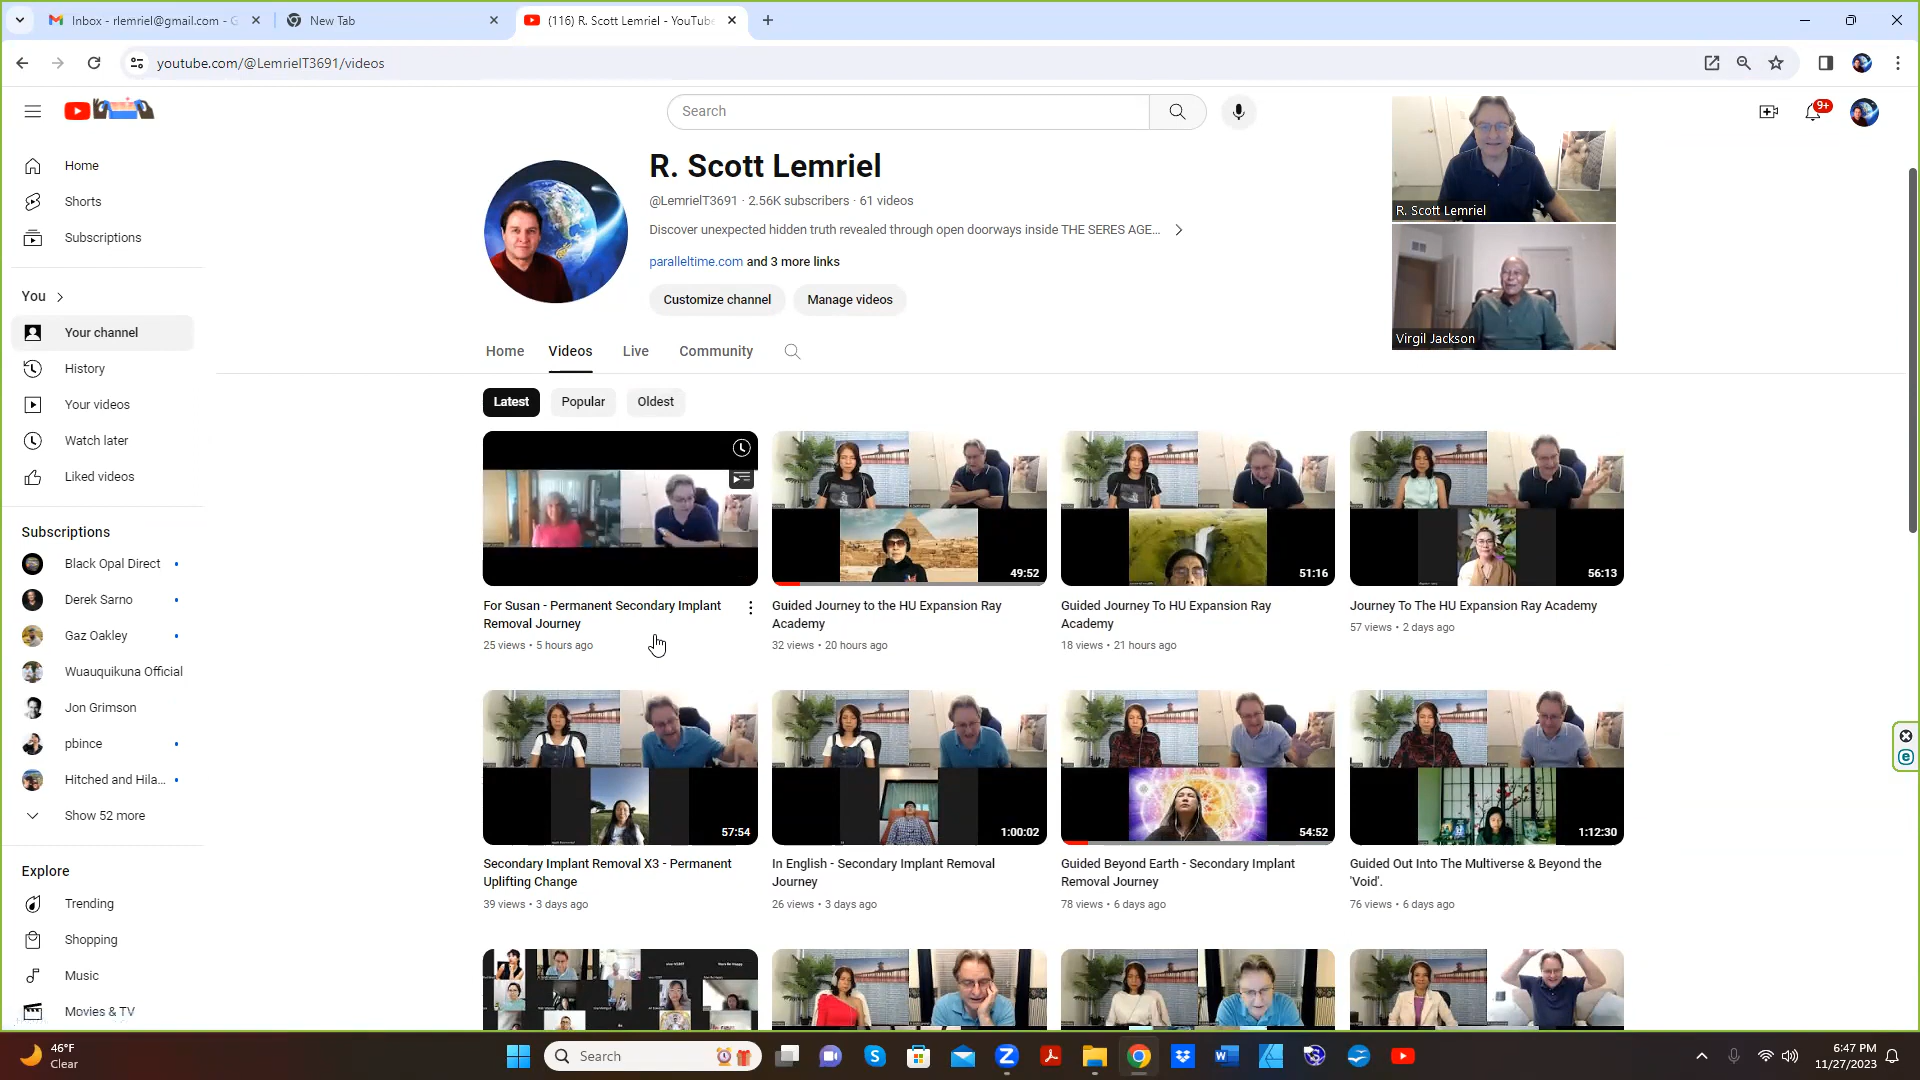 Inbox - rlemriel@gmail.com - G
New Tab
(116) R. Scott Lemriel - YouTube
youtube.com/@LemrielT3691/videos
Search
9+
R. Scott Lemriel
@LemrielT3691 · 2.56K subscribers · 61 videos
Discover unexpected hidden truth revealed through open doorways inside THE SERES AGE...
paralleltime.com and 3 more links
Customize channel
Manage videos
R. Scott Lemriel
Virgil Jackson
Home
Shorts
Subscriptions
You
Your channel
History
Your videos
Watch later
Liked videos
Subscriptions
Black Opal Direct
Derek Sarno
Gaz Oakley
Wuauquikuna Official
Jon Grimson
pbince
Hitched and Hila...
Show 52 more
Explore
Trending
Shopping
Music
Movies & TV
Home
Videos
Live
Community
Latest
Popular
Oldest
49:52
51:16
56:13
For Susan - Permanent Secondary Implant
Removal Journey
25 views • 5 hours ago
Guided Journey to the HU Expansion Ray
Academy
32 views • 20 hours ago
Guided Journey To HU Expansion Ray
Academy
18 views • 21 hours ago
Journey To The HU Expansion Ray Academy
57 views • 2 days ago
57:54
1:00:02
54:52
1:12:30
Secondary Implant Removal X3 - Permanent
Uplifting Change
39 views • 3 days ago
In English - Secondary Implant Removal
Journey
26 views • 3 days ago
Guided Beyond Earth - Secondary Implant
Removal Journey
78 views • 6 days ago
Guided Out Into The Multiverse & Beyond the
'Void'.
76 views • 6 days ago
46°F
Clear
Search
6:47 PM
11/27/2023